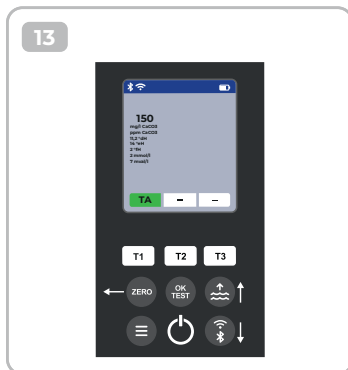 13
150
mg/l CaCO3
ppm CaCO3
11,2 °dH
14 °eH
2 °fH
3 mmol/l
7 mval/l
TA - -
T1 T2 T3
ZERO OK TEST